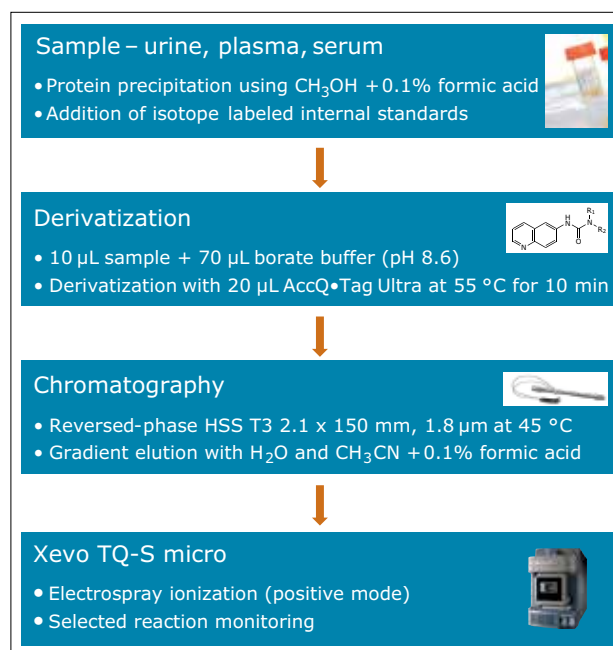 Sample – urine, plasma, serum
• Protein precipitation using CH₃OH + 0.1% formic acid
• Addition of isotope labeled internal standards
Derivatization
H
N
O
N
R₁
R₂
N
• 10 µL sample + 70 µL borate buffer (pH 8.6)
• Derivatization with 20 µL AccQ•Tag Ultra at 55 °C for 10 min
Chromatography
• Reversed-phase HSS T3 2.1 x 150 mm, 1.8 µm at 45 °C
• Gradient elution with H₂O and CH₃CN + 0.1% formic acid
Xevo TQ-S micro
• Electrospray ionization (positive mode)
• Selected reaction monitoring